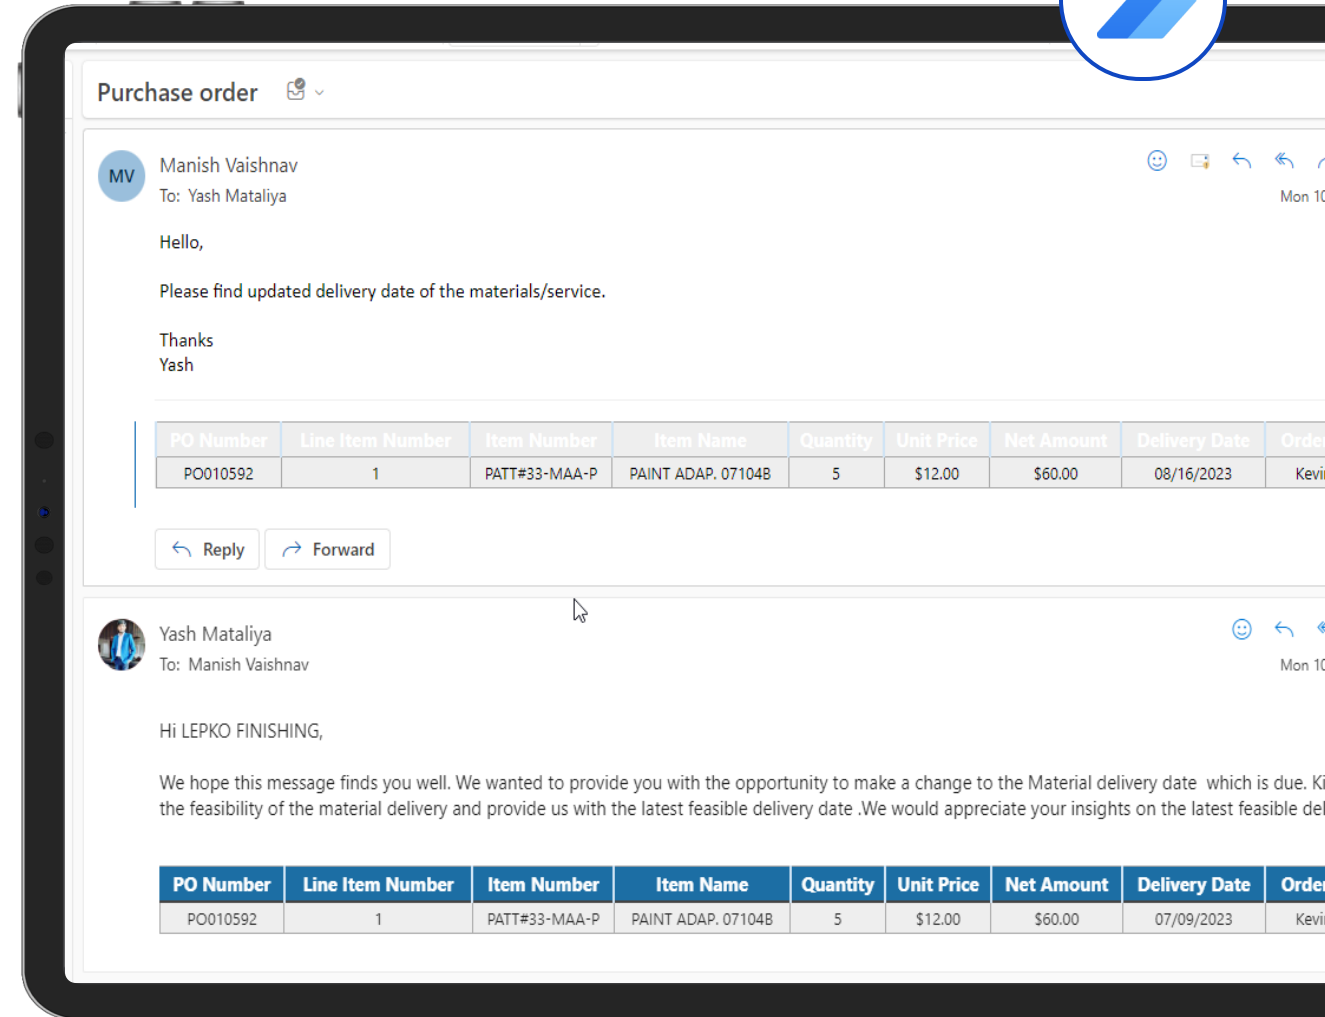 Purchase order
MV
Manish Vaishnav
To: Yash Mataliya
Mon 10
Hello,
Please find updated delivery date of the materials/service.
Thanks
Yash
PO Number Line Item Number Item Number Item Name Quantity Unit Price Net Amount Delivery Date Order
PO010592 1 PATT#33-MAA-P PAINT ADAP. 07104B 5 $12.00 $60.00 08/16/2023 Kevi
Reply Forward
Yash Mataliya
To: Manish Vaishnav
Mon 10
Hi LEPKO FINISHING,
We hope this message finds you well. We wanted to provide you with the opportunity to make a change to the Material delivery date which is due. Ki
the feasibility of the material delivery and provide us with the latest feasible delivery date .We would appreciate your insights on the latest feasible del
PO Number Line Item Number Item Number Item Name Quantity Unit Price Net Amount Delivery Date Order
PO010592 1 PATT#33-MAA-P PAINT ADAP. 07104B 5 $12.00 $60.00 07/09/2023 Kevi